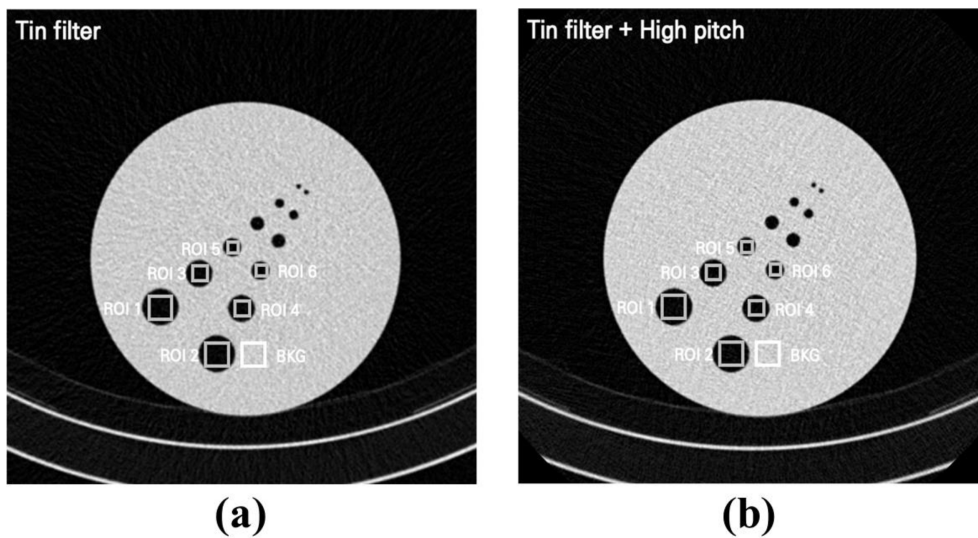 Tin filter
ROI 5
ROI 3
ROI 6
ROI 1
ROI 4
ROI 2
BKG
(a)
Tin filter + High pitch
ROI 5
ROI 3
ROI 6
ROI 1
ROI 4
ROI 2
BKG
(b)